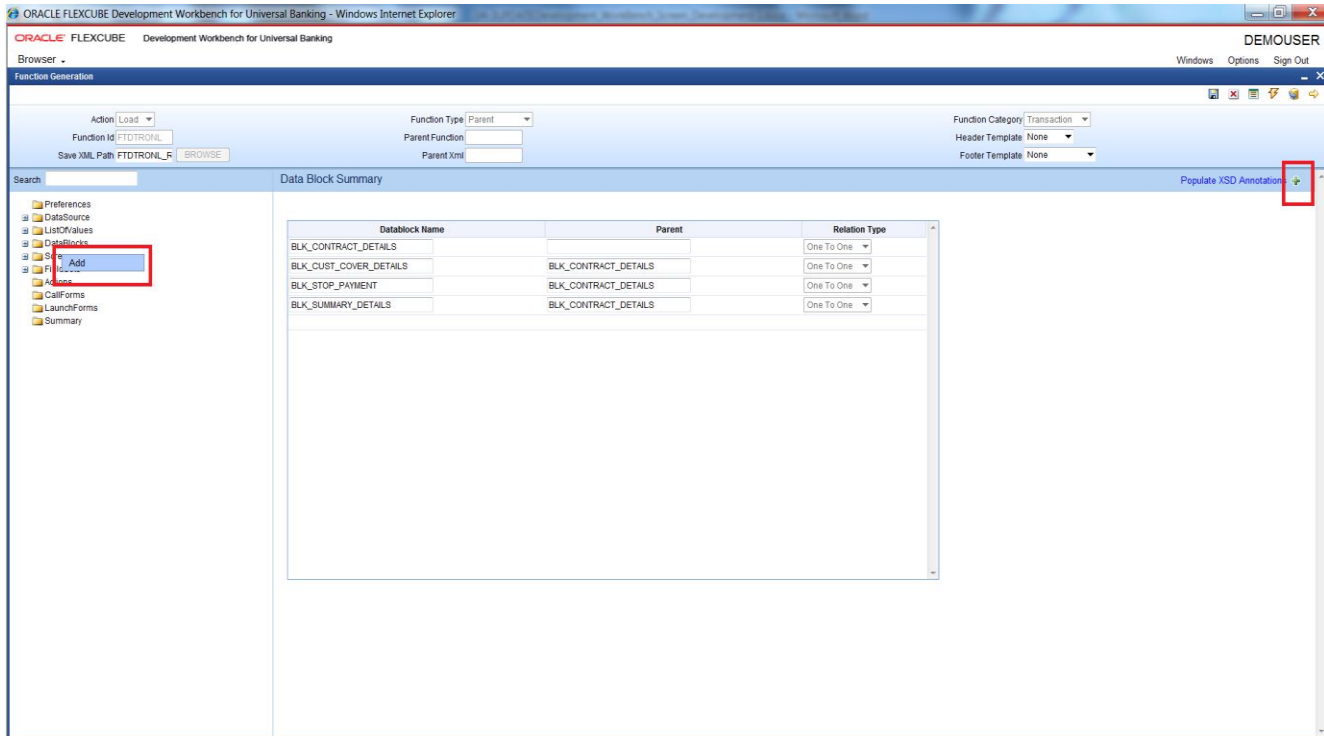 ORACLE FLEXCUBE Development Workbench for Universal Banking - Windows Internet Explorer
ORACLE FLEXCUBE Development Workbench for Universal Banking
DEMOUSER
Browser
Windows Options Sign Out
Function Generation
Action Load
Function Type Parent
Function Category Transaction
Function Id FTDTRONL
Parent Function
Header Template None
Save XML Path FTDTRONL_R BROWSE
Parent Xml
Footer Template None
Search
Data Block Summary
Populate XSD Annotations
Preferences
DataSource
ListOfValues
DataBlocks
Add
Actions
CallForms
LaunchForms
Summary
Datablock Name Parent Relation Type
BLK_CONTRACT_DETAILS One To One
BLK_CUST_COVER_DETAILS BLK_CONTRACT_DETAILS One To One
BLK_STOP_PAYMENT BLK_CONTRACT_DETAILS One To One
BLK_SUMMARY_DETAILS BLK_CONTRACT_DETAILS One To One